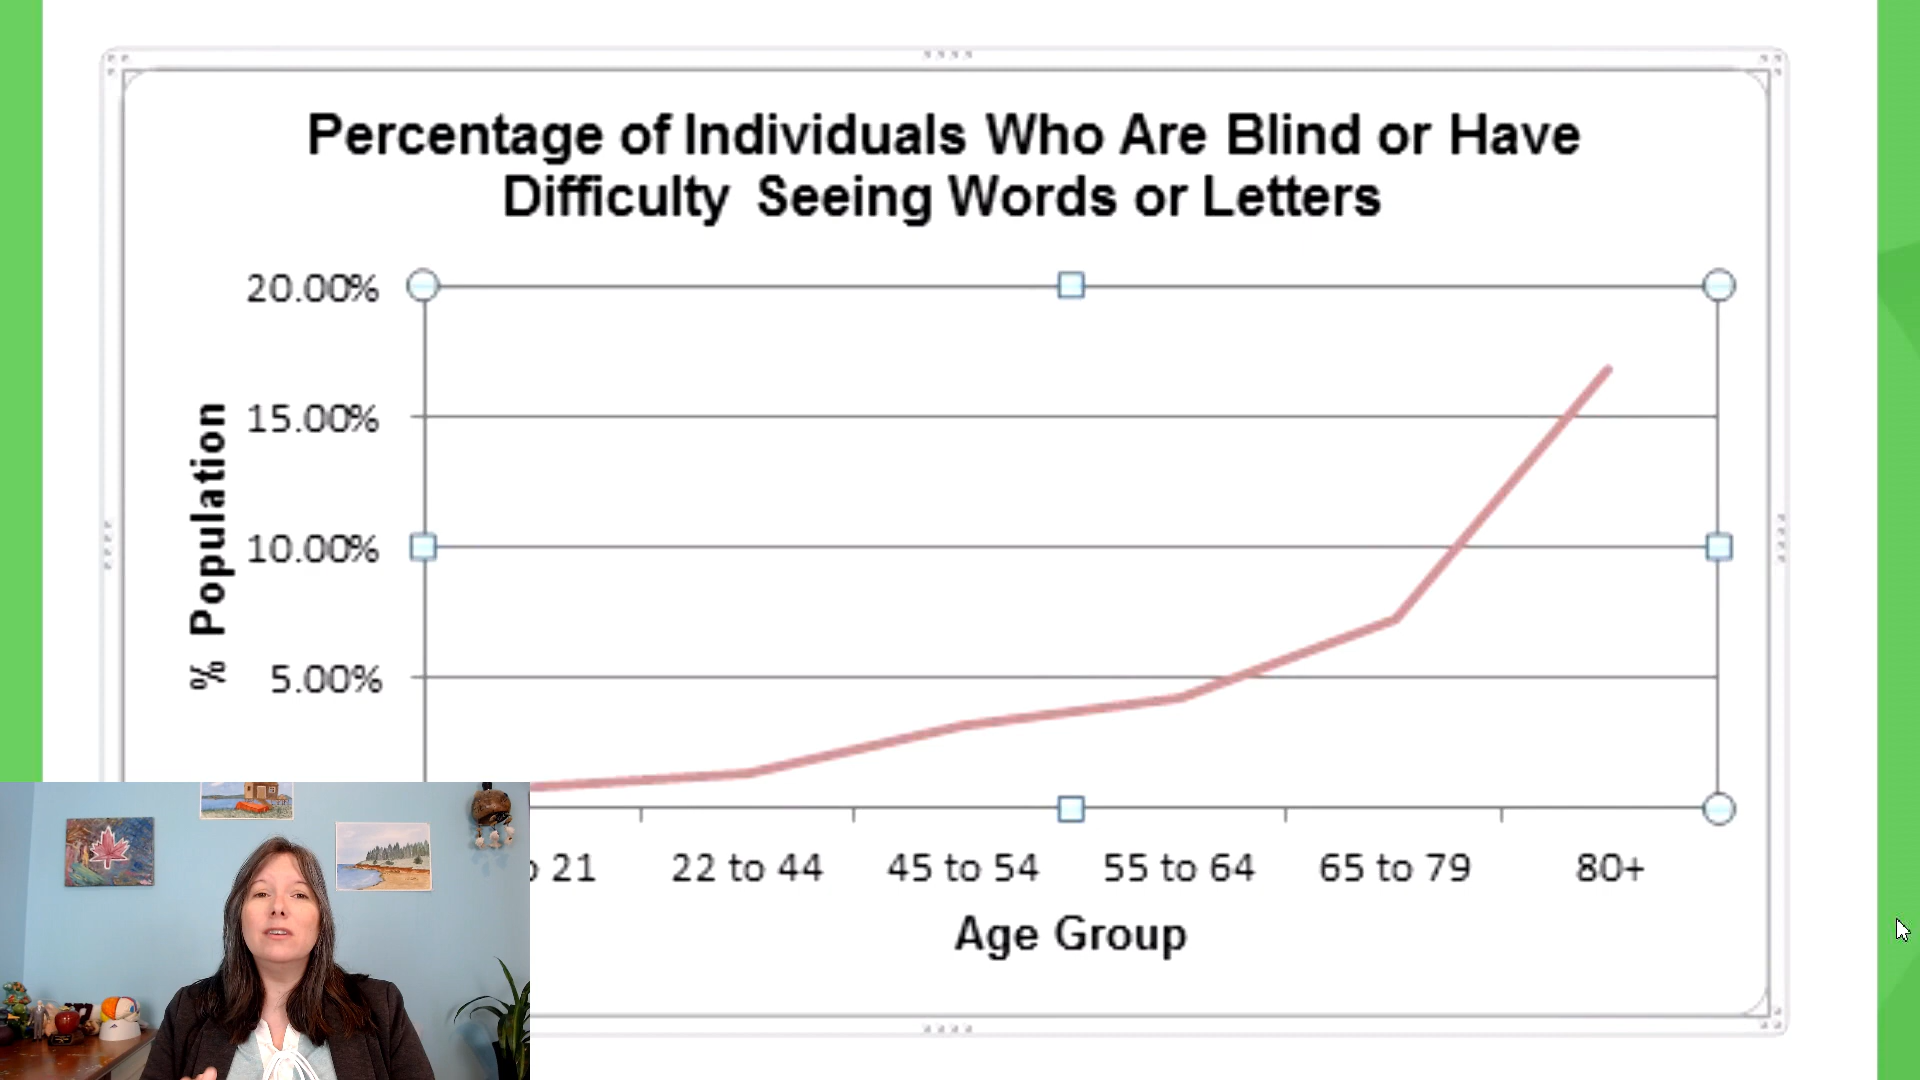 Percentage of Individuals Who Are Blind or Have
Difficulty Seeing Words or Letters
20.00%
15.00%
10.00%
5.00%
% Population
21
22 to 44
45 to 54
55 to 64
65 to 79
80+
Age Group